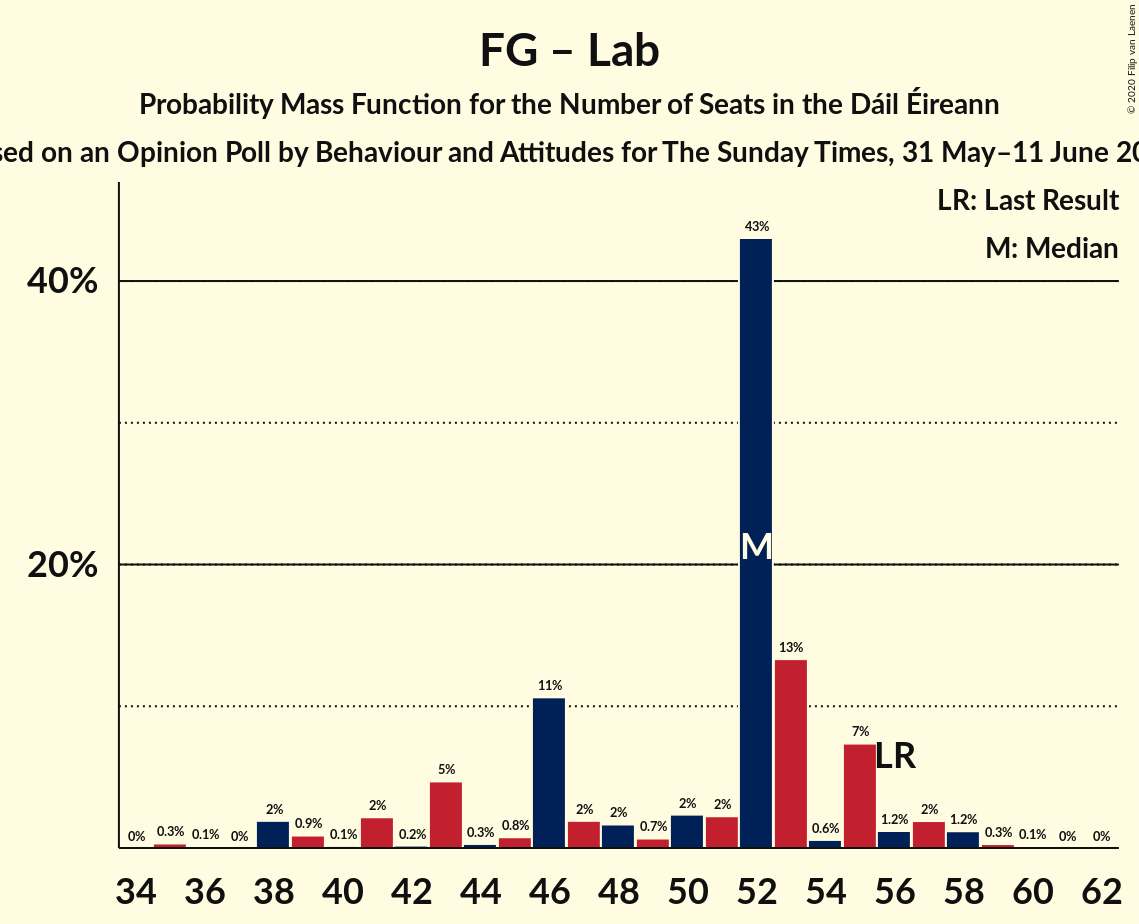 FG – Lab
Probability Mass Function for the Number of Seats in the Dáil Éireann
on an Opinion Poll by Behaviour and Attitudes for The Sunday Times, 31 May–11 June
© 2020 Filip van Laenen
LR: Last Result
M: Median
40%
20%
0% 0.3% 0.1% 0% 2% 0.9% 0.1% 2% 0.2% 5% 0.3% 0.8% 11% 2% 2% 0.7% 2% 2% 43% 13% 0.6% 7% 1.2% 2% 1.2% 0.3% 0.1% 0% 0%
M
LR
34 36 38 40 42 44 46 48 50 52 54 56 58 60 62